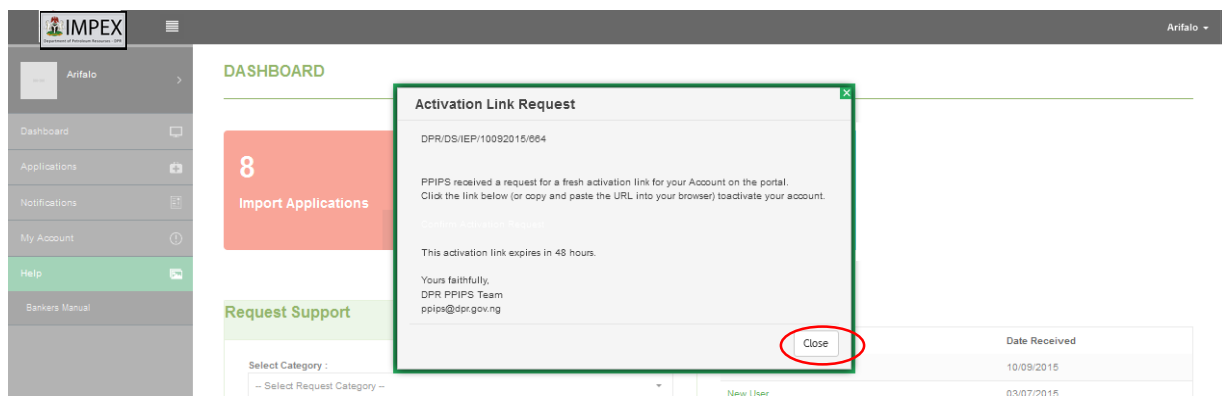 IMPEX
Department of Petroleum Resources - DPR
Arifalo
Arifalo
Dashboard
Applications
Notifications
My Account
Help
Bankers Manual
DASHBOARD
8
Import Applications
Activation Link Request
DPR/DS/IEP/10092015/664
PPIPS received a request for a fresh activation link for your Account on the portal.
Click the link below (or copy and paste the URL into your browser) toactivate your account.
This activation link expires in 48 hours.
Yours faithfully,
DPR PPIPS Team
ppips@dpr.gov.ng
Close
Request Support
Select Category :
-- Select Request Category --
Date Received
10/09/2015
New User
03/07/2015